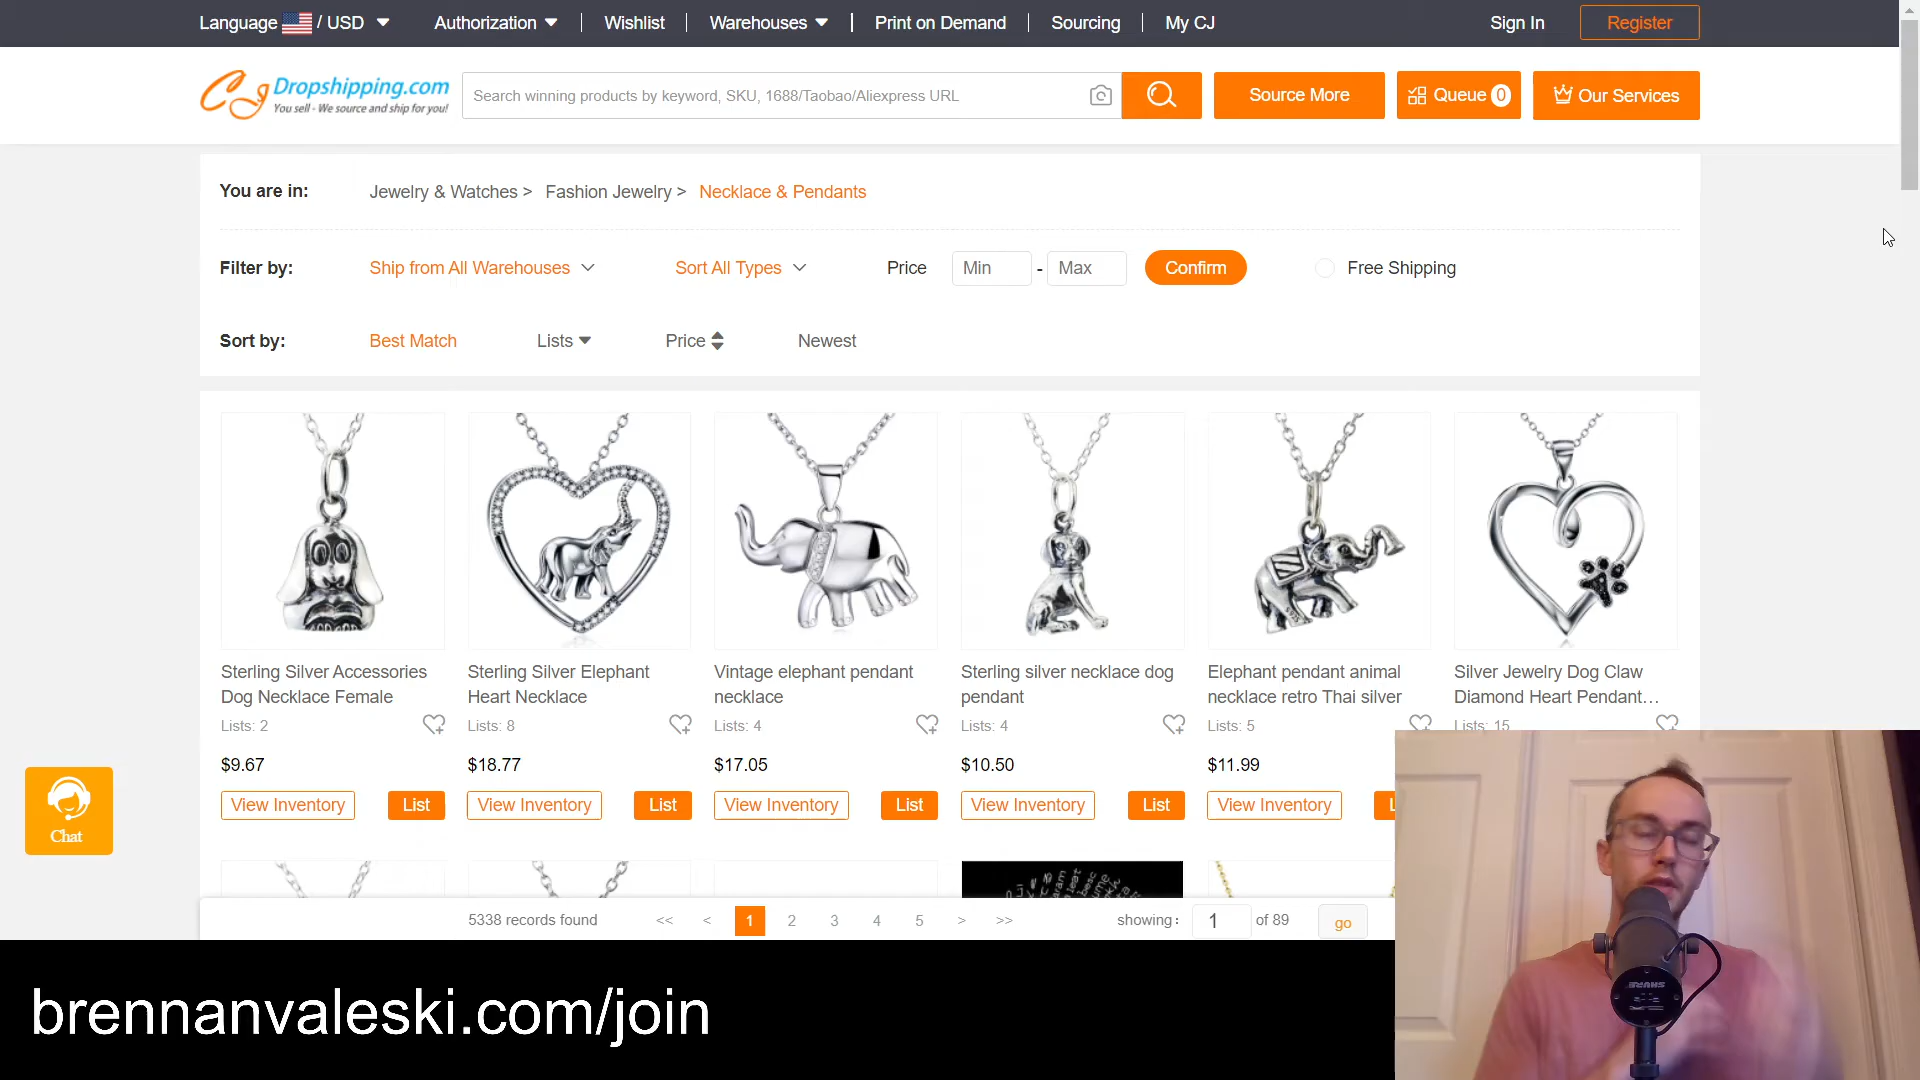 Language / USD Authorization Wishlist Warehouses Print on Demand Sourcing My CJ Sign In Register
CJ Dropshipping.com
You sell - We source and ship for you!
Search winning products by keyword, SKU, 1688/Taobao/Aliexpress URL
Source More
Queue 0
Our Services
You are in: Jewelry & Watches > Fashion Jewelry > Necklace & Pendants
Filter by: Ship from All Warehouses Sort All Types Price Min - Max Confirm Free Shipping
Sort by: Best Match Lists Price Newest
Sterling Silver Accessories
Dog Necklace Female
Lists: 2
$9.67
View Inventory List
Sterling Silver Elephant
Heart Necklace
Lists: 8
$18.77
View Inventory List
Vintage elephant pendant
necklace
Lists: 4
$17.05
View Inventory List
Sterling silver necklace dog
pendant
Lists: 4
$10.50
View Inventory List
Elephant pendant animal
necklace retro Thai silver
Lists: 5
$11.99
View Inventory
Silver Jewelry Dog Claw
Diamond Heart Pendant...
Lists: 15
Chat
5338 records found << < 1 2 3 4 5 > >> showing: 1 of 89 go
brennanvaleski.com/join
SHURE